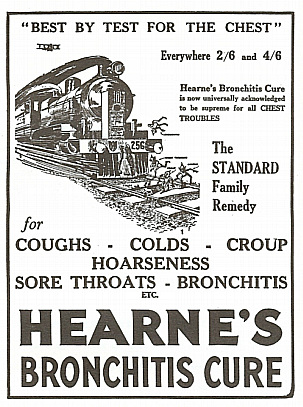 "BEST BY TEST FOR THE CHEST"
Everywhere 2/6 and 4/6
Hearne's Bronchitis Cure
is now universally acknowledged
to be supreme for all CHEST
TROUBLES
256
The
STANDARD
Family
Remedy
for
COUGHS - COLDS - CROUP
HOARSENESS
SORE THROATS - BRONCHITIS
ETC.
HEARNE'S
BRONCHITIS CURE